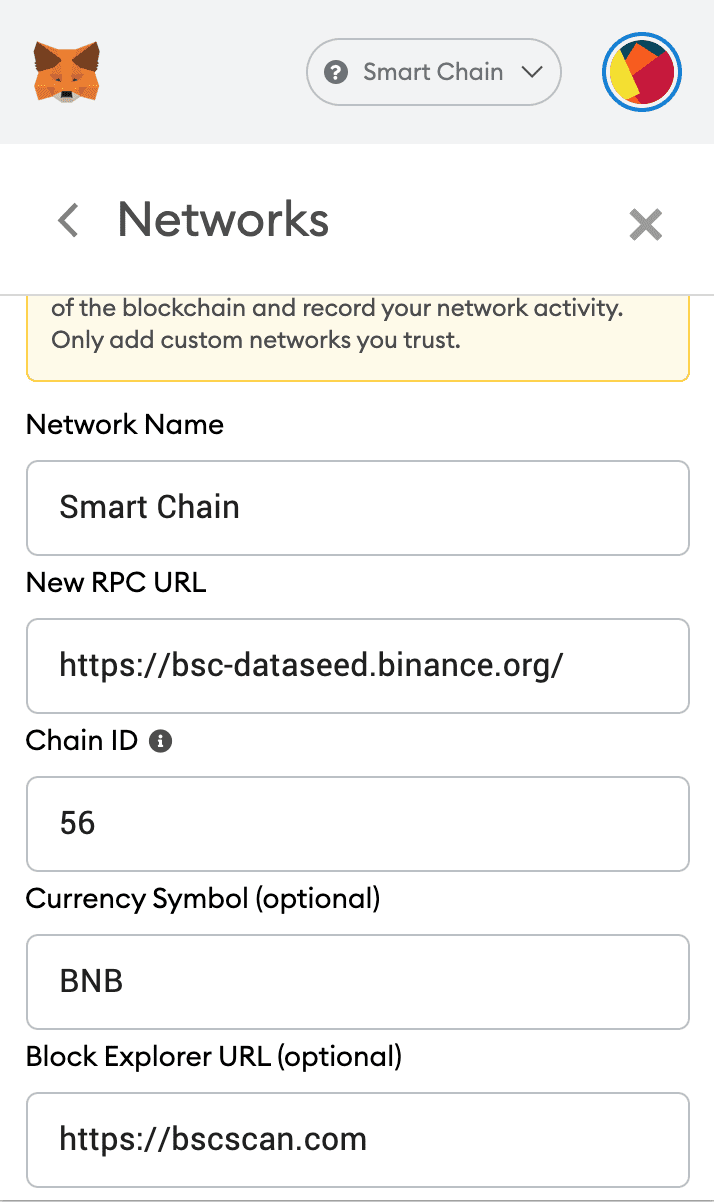 Smart Chain
Networks
of the blockchain and record your network activity.
Only add custom networks you trust.
Network Name
Smart Chain
New RPC URL
https://bsc-dataseed.binance.org/
Chain ID
56
Currency Symbol (optional)
BNB
Block Explorer URL (optional)
https://bscscan.com